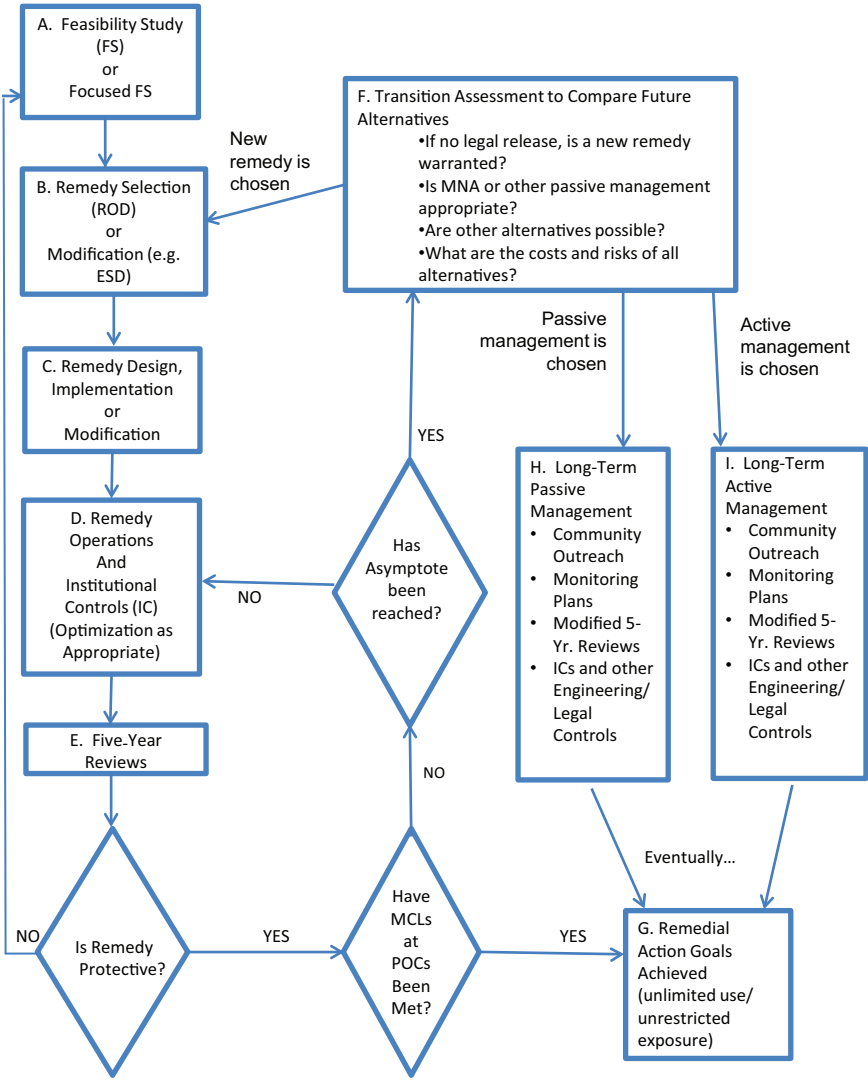 A. Feasibility Study
(FS)
or
Focused FS
B. Remedy Selection
(ROD)
or
Modification (e.g.
ESD)
C. Remedy Design,
Implementation
or
Modification
D. Remedy
Operations
And
Institutional
Controls (IC)
(Optimization as
Appropriate)
E. Five-Year
Reviews
Is Remedy
Protective?
NO
YES
Have
MCLs
at
POCs
Been
Met?
YES
NO
Has
Asymptote
been
reached?
NO
YES
F. Transition Assessment to Compare Future
Alternatives
•If no legal release, is a new remedy
warranted?
•Is MNA or other passive management
appropriate?
•Are other alternatives possible?
•What are the costs and risks of all
alternatives?
New
remedy is
chosen
Passive
management is
chosen
Active
management
is chosen
H. Long-Term
Passive
Management
• Community
Outreach
• Monitoring
Plans
• Modified 5-
Yr. Reviews
• ICs and other
Engineering/
Legal
Controls
I. Long-Term
Active
Management
• Community
Outreach
• Monitoring
Plans
• Modified 5-
Yr. Reviews
• ICs and other
Engineering/
Legal
Controls
Eventually...
G. Remedial
Action Goals
Achieved
(unlimited use/
unrestricted
exposure)